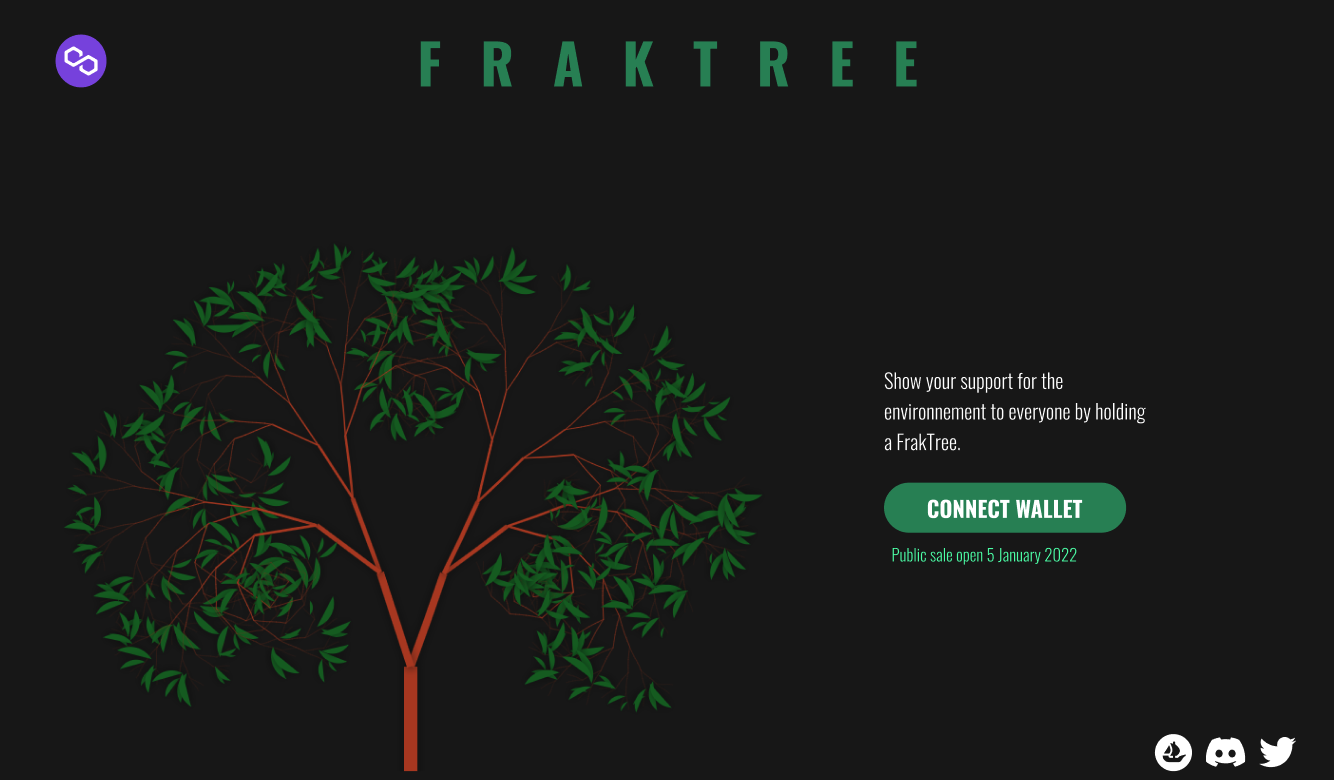 FRAKTREE
Show your support for the
environnement to everyone by holding
a FrakTree.
CONNECT WALLET
Public sale open 5 January 2022